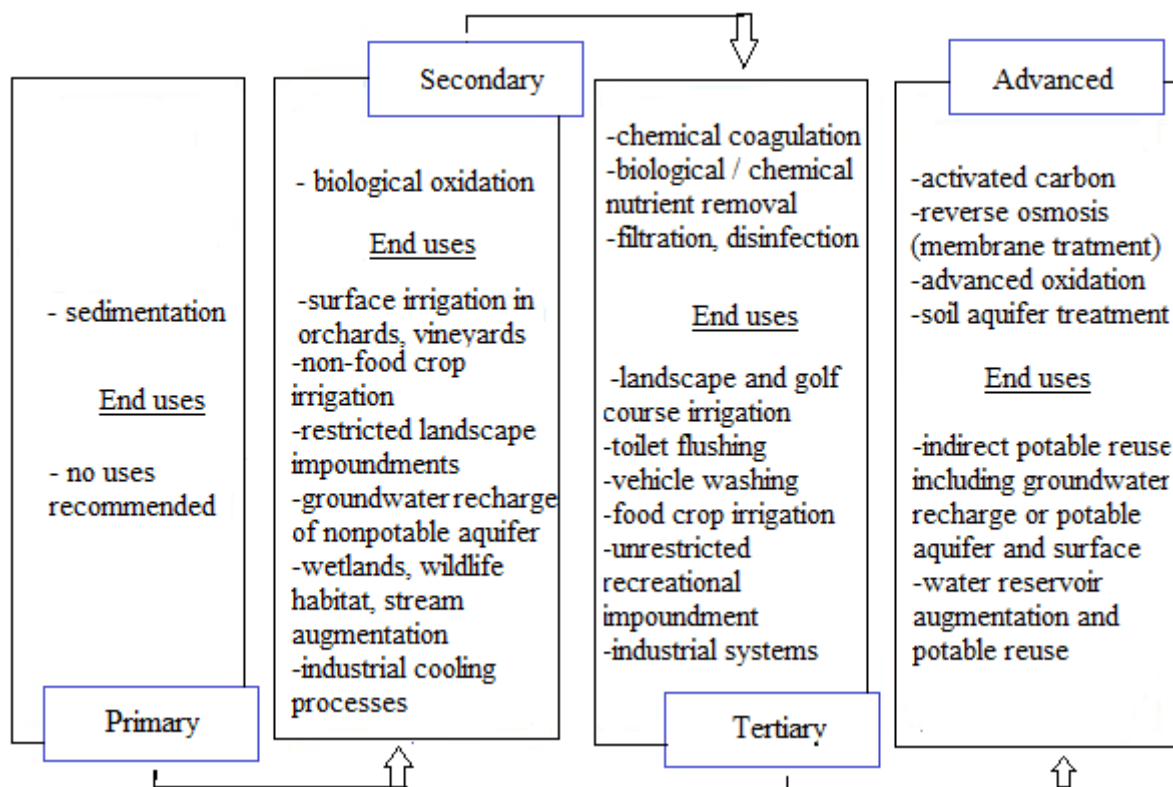 Primary
- sedimentation
End uses
- no uses
recommended
Secondary
- biological oxidation
End uses
-surface irrigation in
orchards, vineyards
-non-food crop
irrigation
-restricted landscape
impoundments
-groundwater recharge
of nonpotable aquifer
-wetlands, wildlife
habitat, stream
augmentation
-industrial cooling
processes
-chemical coagulation
-biological / chemical
nutrient removal
-filtration, disinfection
End uses
-landscape and golf
course irrigation
-toilet flushing
-vehicle washing
-food crop irrigation
-unrestricted
recreational
impoundment
-industrial systems
Tertiary
Advanced
-activated carbon
-reverse osmosis
(membrane tratment)
-advanced oxidation
-soil aquifer treatment
End uses
-indirect potable reuse
including groundwater
recharge or potable
aquifer and surface
-water reservoir
augmentation and
potable reuse